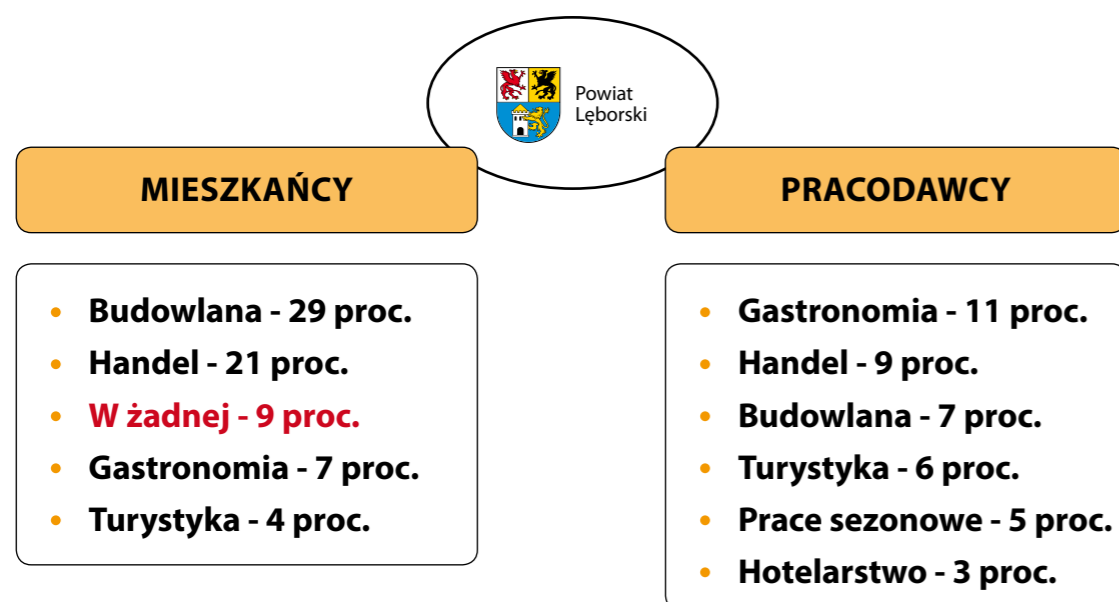 Powiat
Lęborski
MIESZKAŃCY
• Budowlana - 29 proc.
• Handel - 21 proc.
• W żadnej - 9 proc.
• Gastronomia - 7 proc.
• Turystyka - 4 proc.
PRACODAWCY
• Gastronomia - 11 proc.
• Handel - 9 proc.
• Budowlana - 7 proc.
• Turystyka - 6 proc.
• Prace sezonowe - 5 proc.
• Hotelarstwo - 3 proc.